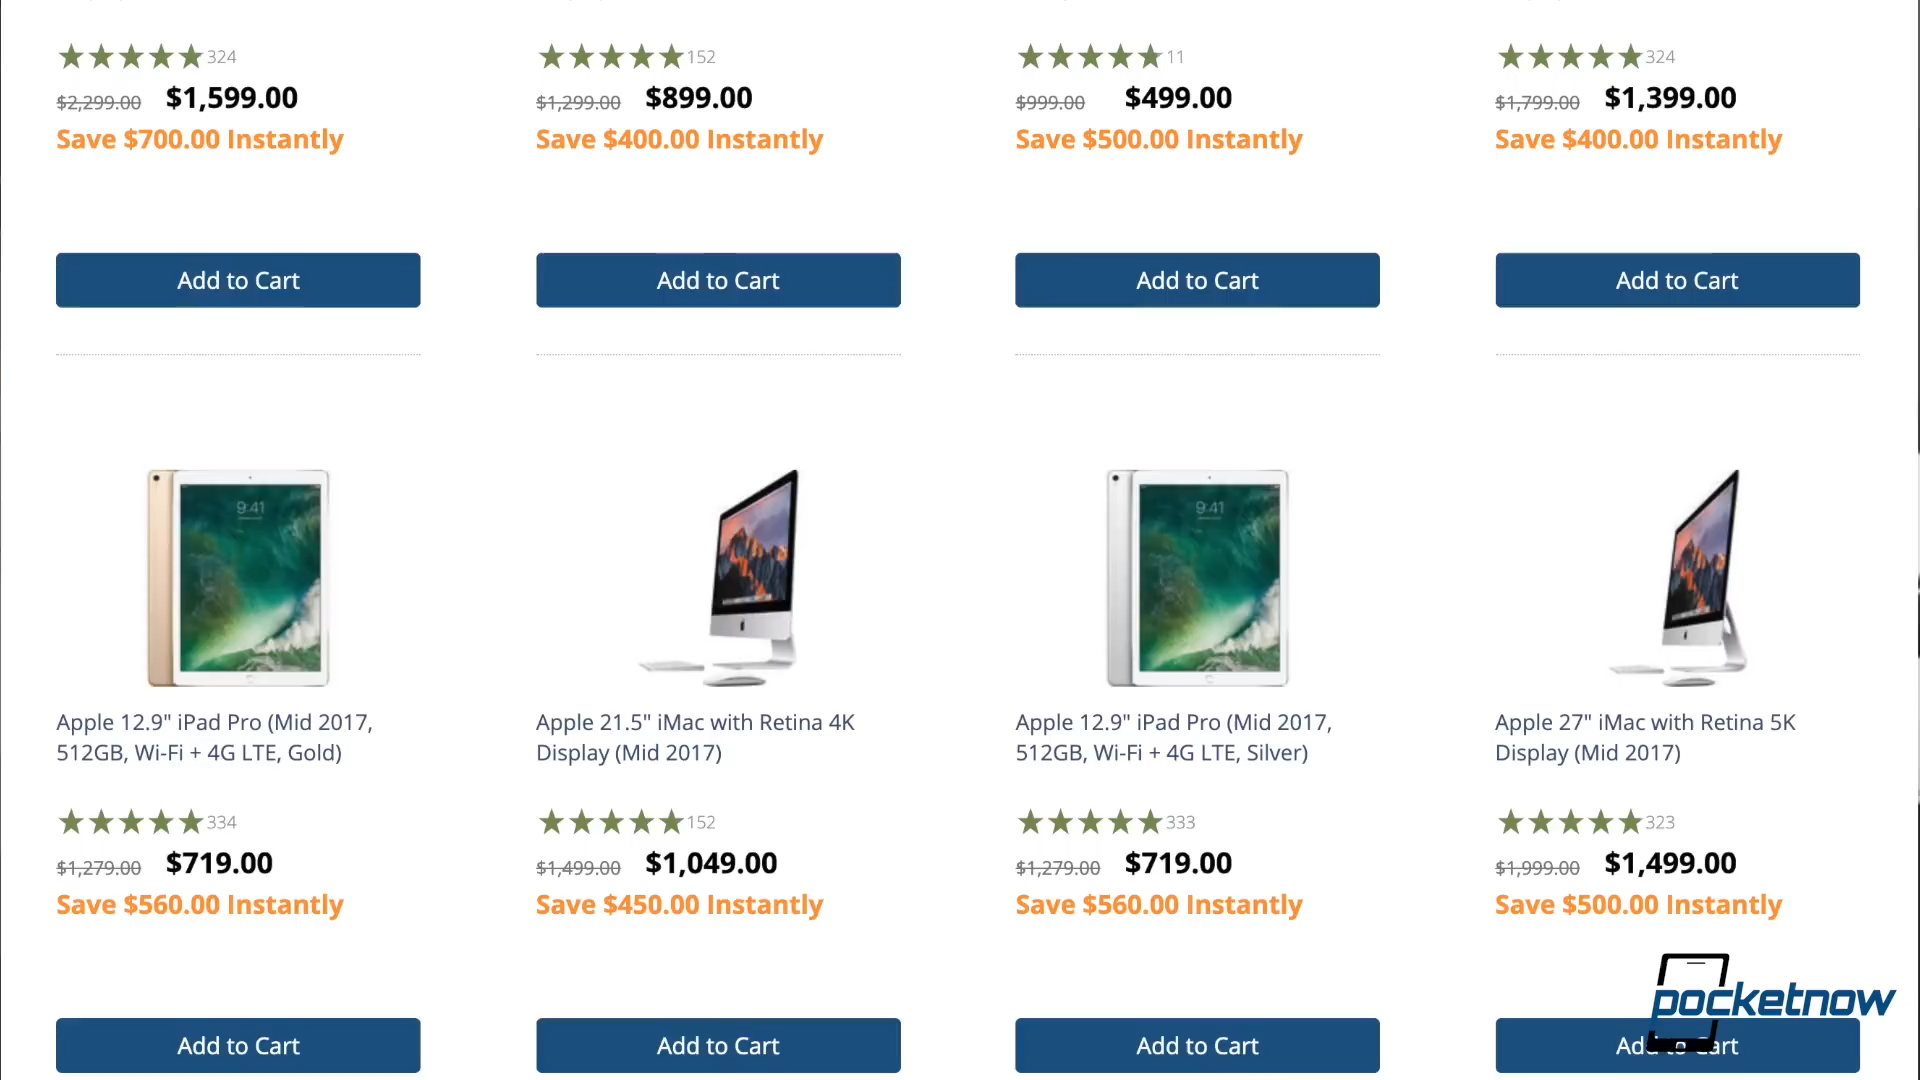 324
$2,299.00 $1,599.00
Save $700.00 Instantly
Add to Cart
152
$1,299.00 $899.00
Save $400.00 Instantly
Add to Cart
11
$999.00 $499.00
Save $500.00 Instantly
Add to Cart
324
$1,799.00 $1,399.00
Save $400.00 Instantly
Add to Cart
9:41
Apple 12.9" iPad Pro (Mid 2017,
512GB, Wi-Fi + 4G LTE, Gold)
334
$1,279.00 $719.00
Save $560.00 Instantly
Add to Cart
Apple 21.5" iMac with Retina 4K
Display (Mid 2017)
152
$1,499.00 $1,049.00
Save $450.00 Instantly
Add to Cart
9:41
Apple 12.9" iPad Pro (Mid 2017,
512GB, Wi-Fi + 4G LTE, Silver)
333
$1,279.00 $719.00
Save $560.00 Instantly
Add to Cart
Apple 27" iMac with Retina 5K
Display (Mid 2017)
323
$1,999.00 $1,499.00
Save $500.00 Instantly
pocketnow
Add to Cart